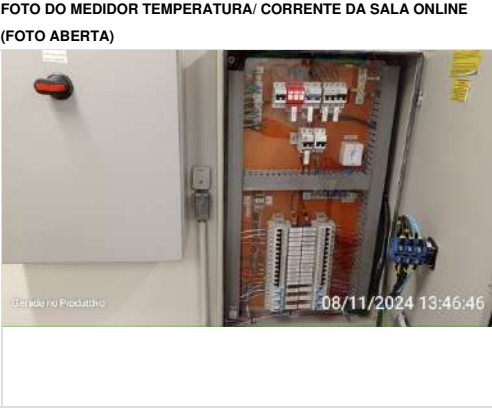 FOTO DO MEDIDOR TEMPERATURA/ CORRENTE DA SALA ONLINE
(FOTO ABERTA)
Gerado no Produttivo
08/11/2024 13:46:46